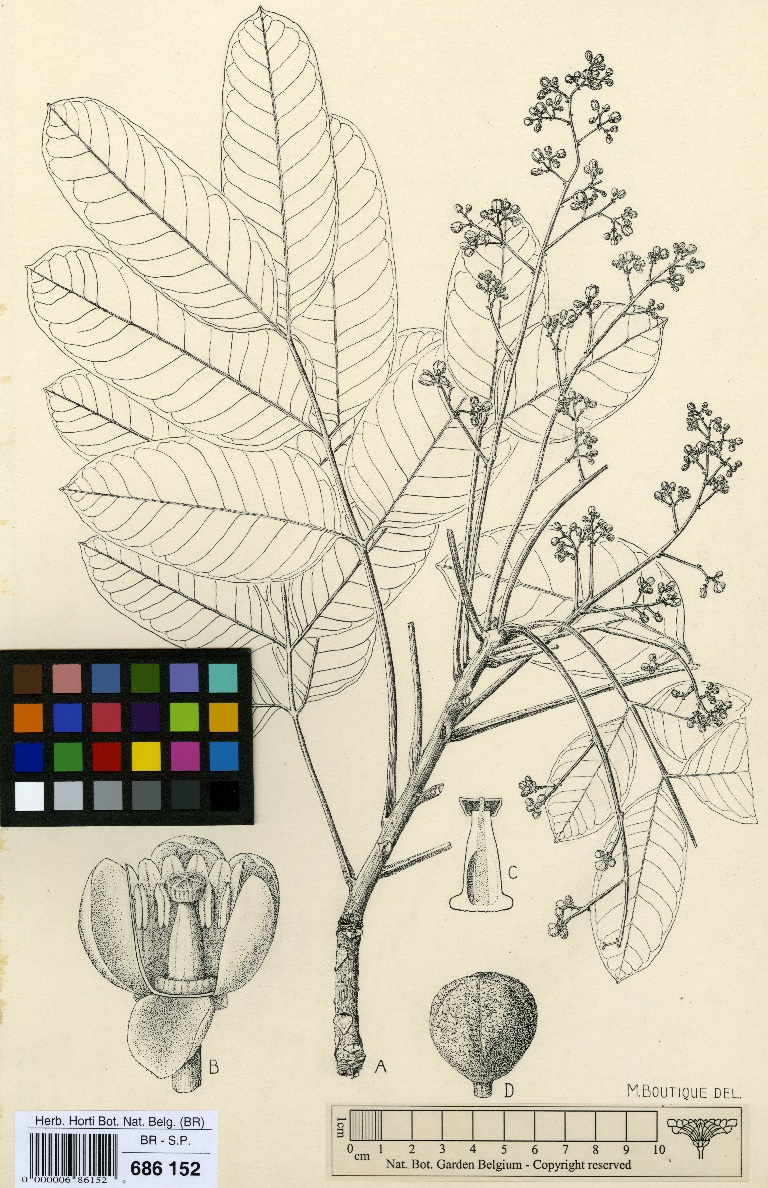 C
B
A
D
M.BOUTIQUE DEL.
Herb. Horti Bot. Nat. Belg. (BR)
BR - S.P.
686 152
0 000006 86152
1cm
0 1 2 3 4 5 6 7 8 9 10
cm
Nat. Bot. Garden Belgium - Copyright reserved